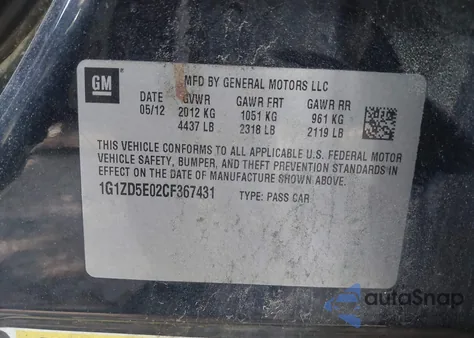 GM
MFD BY GENERAL MOTORS LLC
DATE GVWR GAWR FRT GAWR RR
05/12 2012 KG 1051 KG 961 KG
4437 LB 2318 LB 2119 LB
THIS VEHICLE CONFORMS TO ALL APPLICABLE U.S. FEDERAL MOTOR
VEHICLE SAFETY, BUMPER, AND THEFT PREVENTION STANDARDS
IN EFFECT ON THE DATE OF MANUFACTURE SHOWN ABOVE.
1G1ZD5E02CF367431 TYPE: PASS CAR
autoSnap